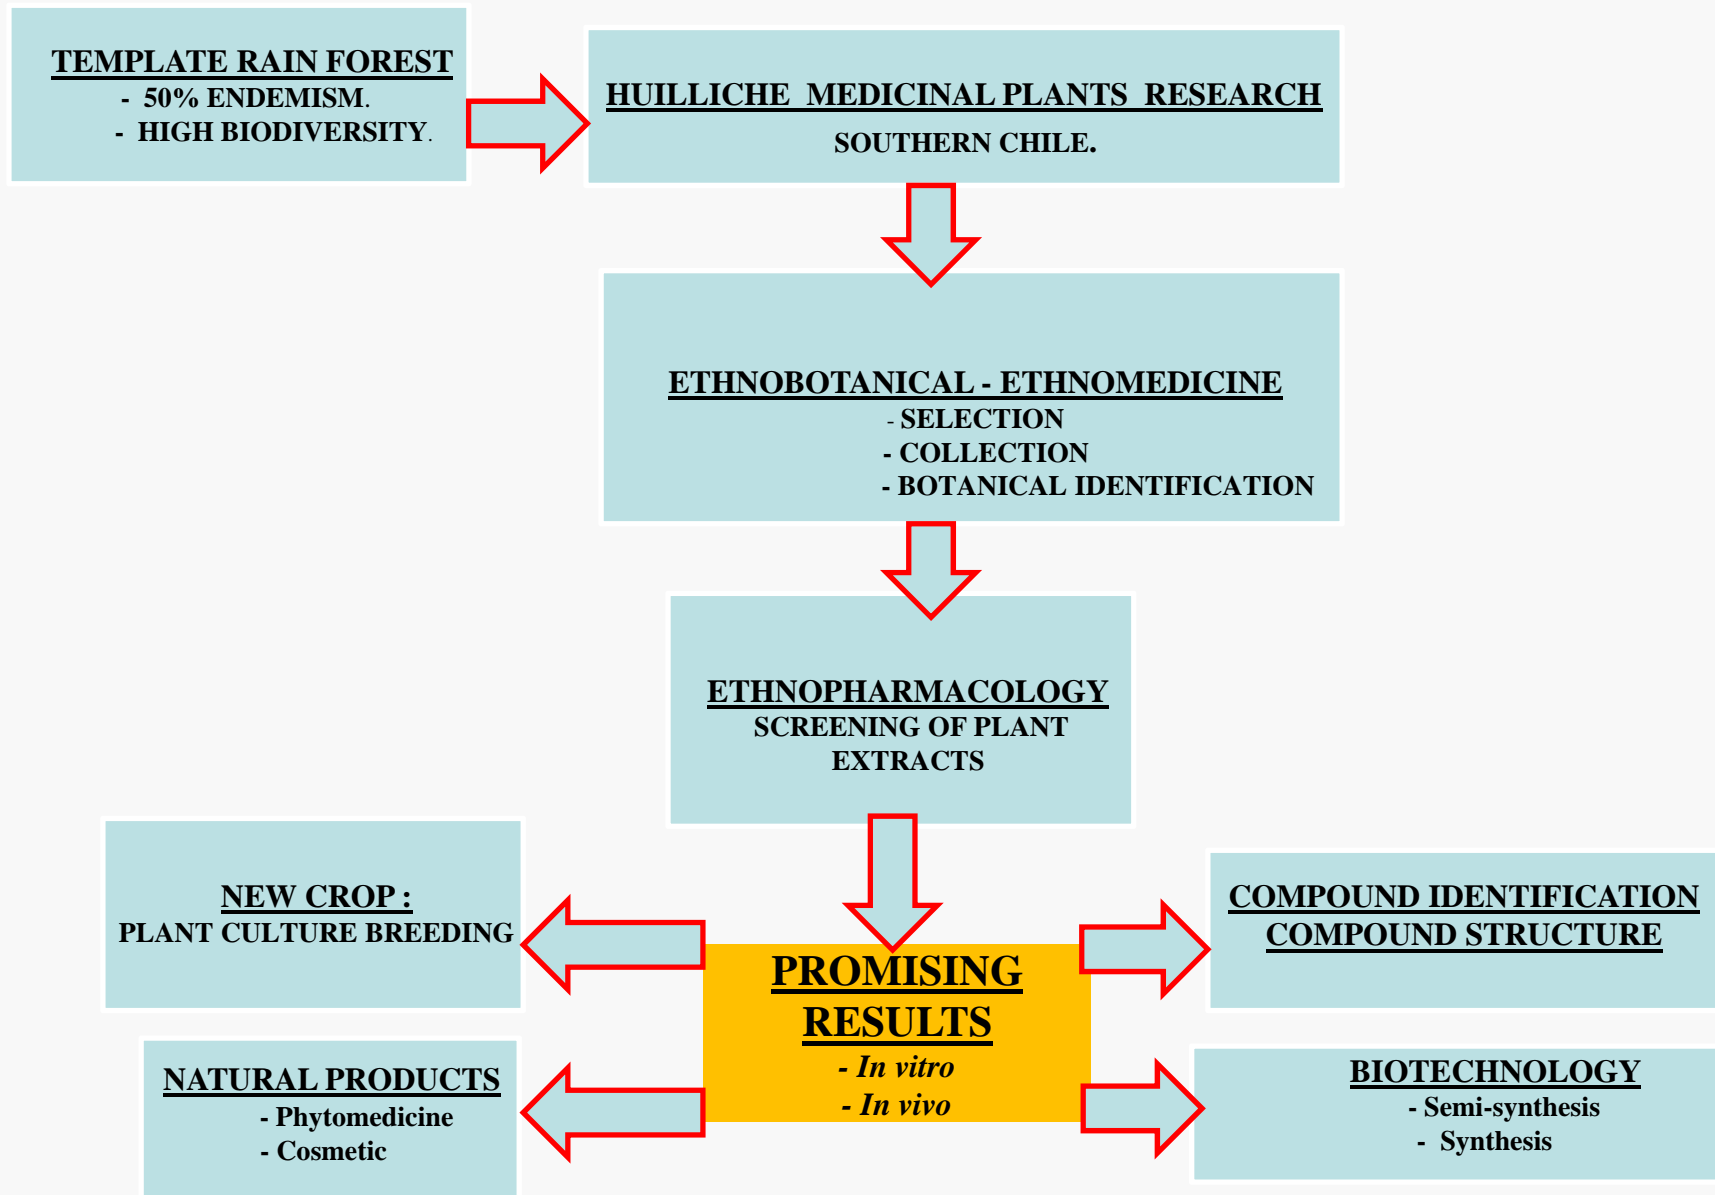 TEMPLATE RAIN FOREST
- 50% ENDEMISM.
- HIGH BIODIVERSITY.
HUILLICHE MEDICINAL PLANTS RESEARCH
SOUTHERN CHILE.
ETHNOBOTANICAL - ETHNOMEDICINE
- SELECTION
- COLLECTION
- BOTANICAL IDENTIFICATION
ETHNOPHARMACOLOGY
SCREENING OF PLANT
EXTRACTS
NEW CROP :
PLANT CULTURE BREEDING
COMPOUND IDENTIFICATION
COMPOUND STRUCTURE
PROMISING
RESULTS
- In vitro
- In vivo
NATURAL PRODUCTS
- Phytomedicine
- Cosmetic
BIOTECHNOLOGY
- Semi-synthesis
- Synthesis